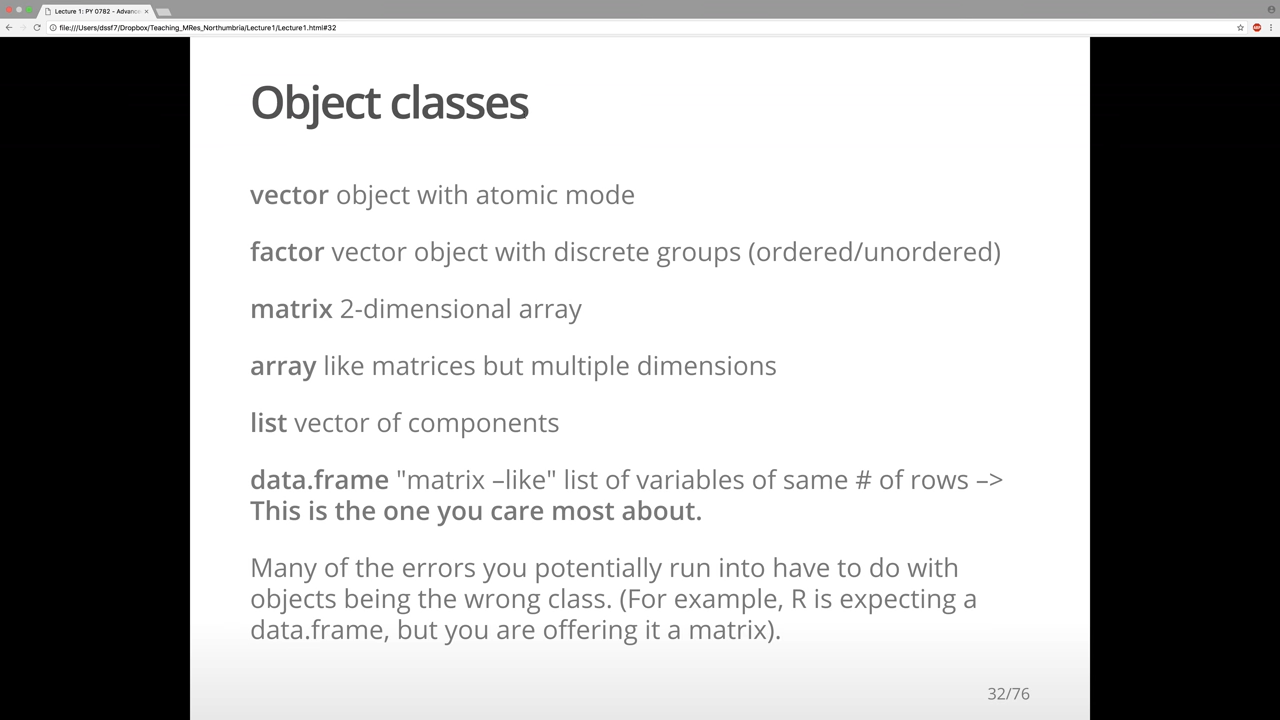 Lecture 1: PY 0782 - Advanc
file:///Users/dssf7/Dropbox/Teaching_MRes_Northumbria/Lecture1/Lecture1.html#32
Object classes
vector object with atomic mode
factor vector object with discrete groups (ordered/unordered)
matrix 2-dimensional array
array like matrices but multiple dimensions
list vector of components
data.frame "matrix –like" list of variables of same # of rows –>
This is the one you care most about.
Many of the errors you potentially run into have to do with
objects being the wrong class. (For example, R is expecting a
data.frame, but you are offering it a matrix).
32/76